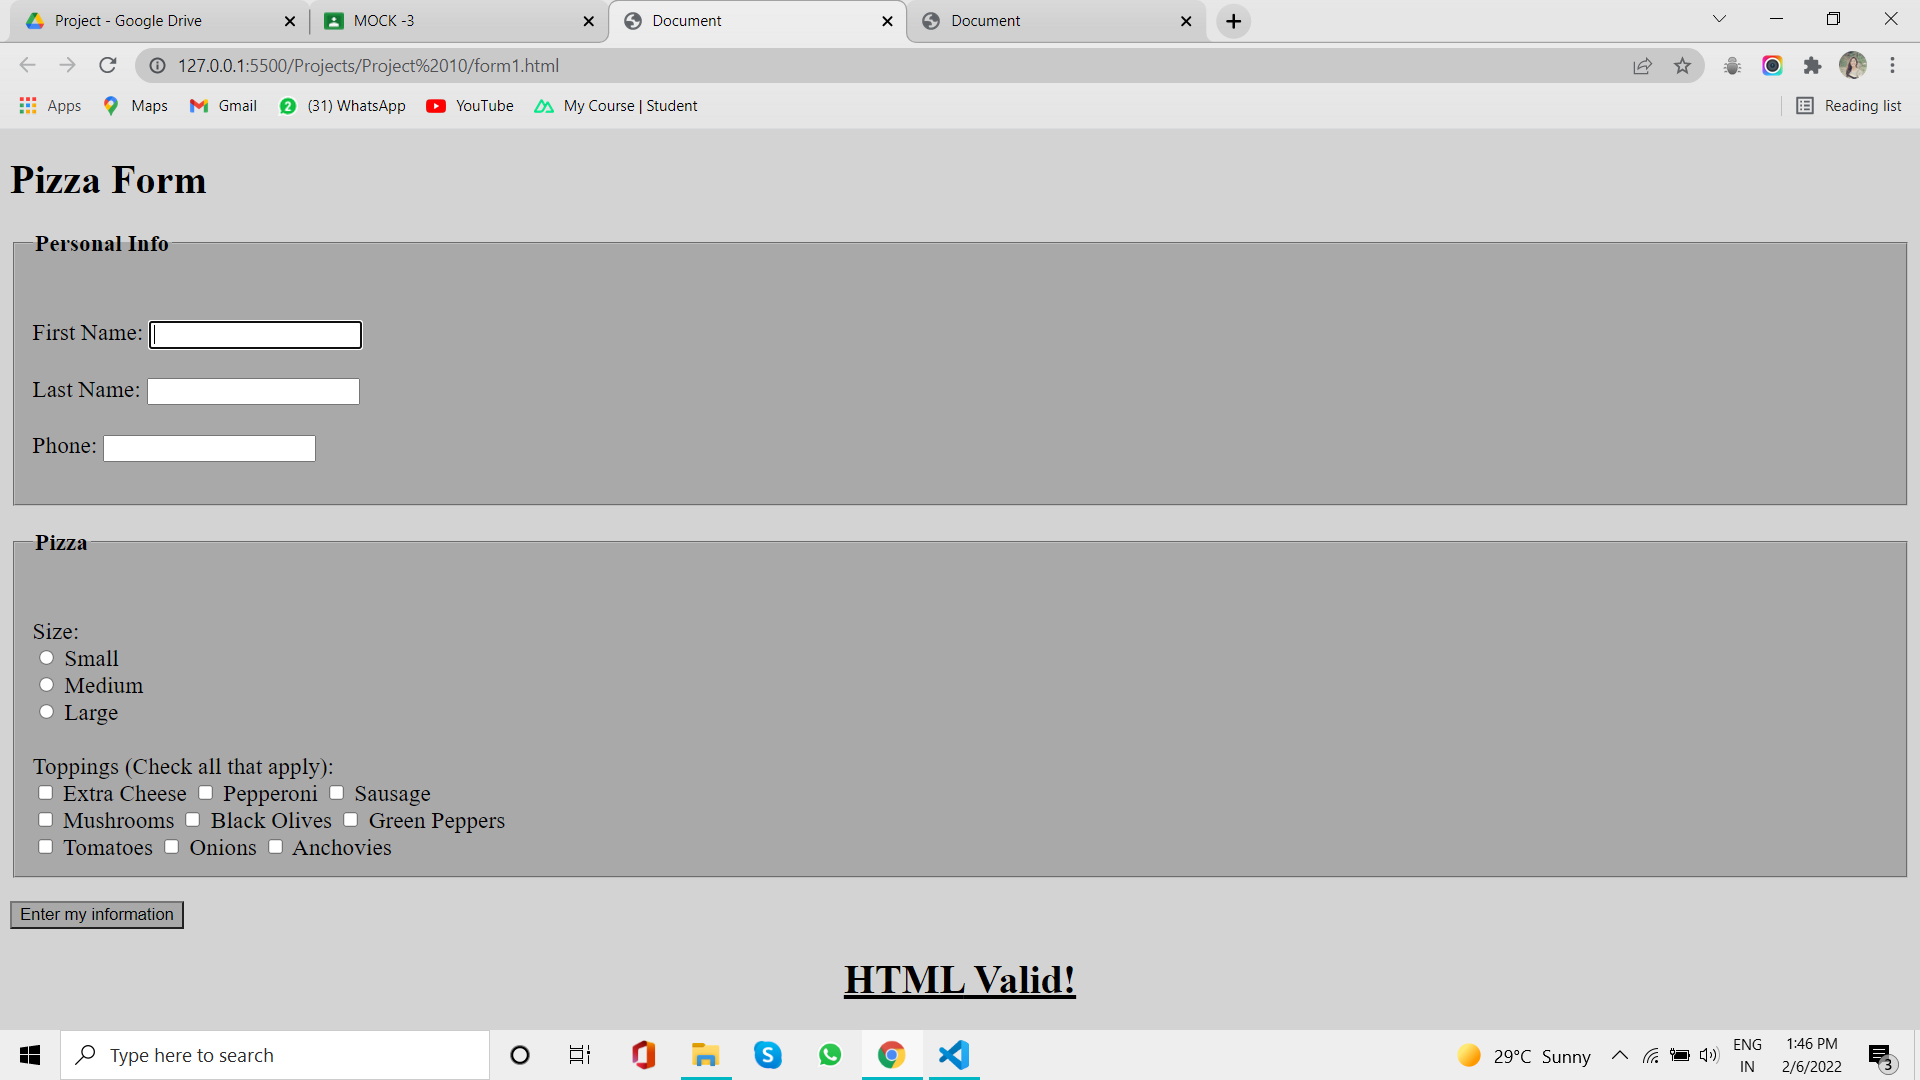 Project - Google Drive
MOCK -3
Document
Document
127.0.0.1:5500/Projects/Project%2010/form1.html
Apps
Maps
Gmail
2
(31) WhatsApp
YouTube
My Course | Student
Reading list
Pizza Form
Personal Info
First Name:
Last Name:
Phone:
Pizza
Size:
Small
Medium
Large
Toppings (Check all that apply):
Extra Cheese Pepperoni Sausage
Mushrooms Black Olives Green Peppers
Tomatoes Onions Anchovies
Enter my information
HTML Valid!
Type here to search
S
29°C Sunny
ENG
IN
1:46 PM
2/6/2022
3